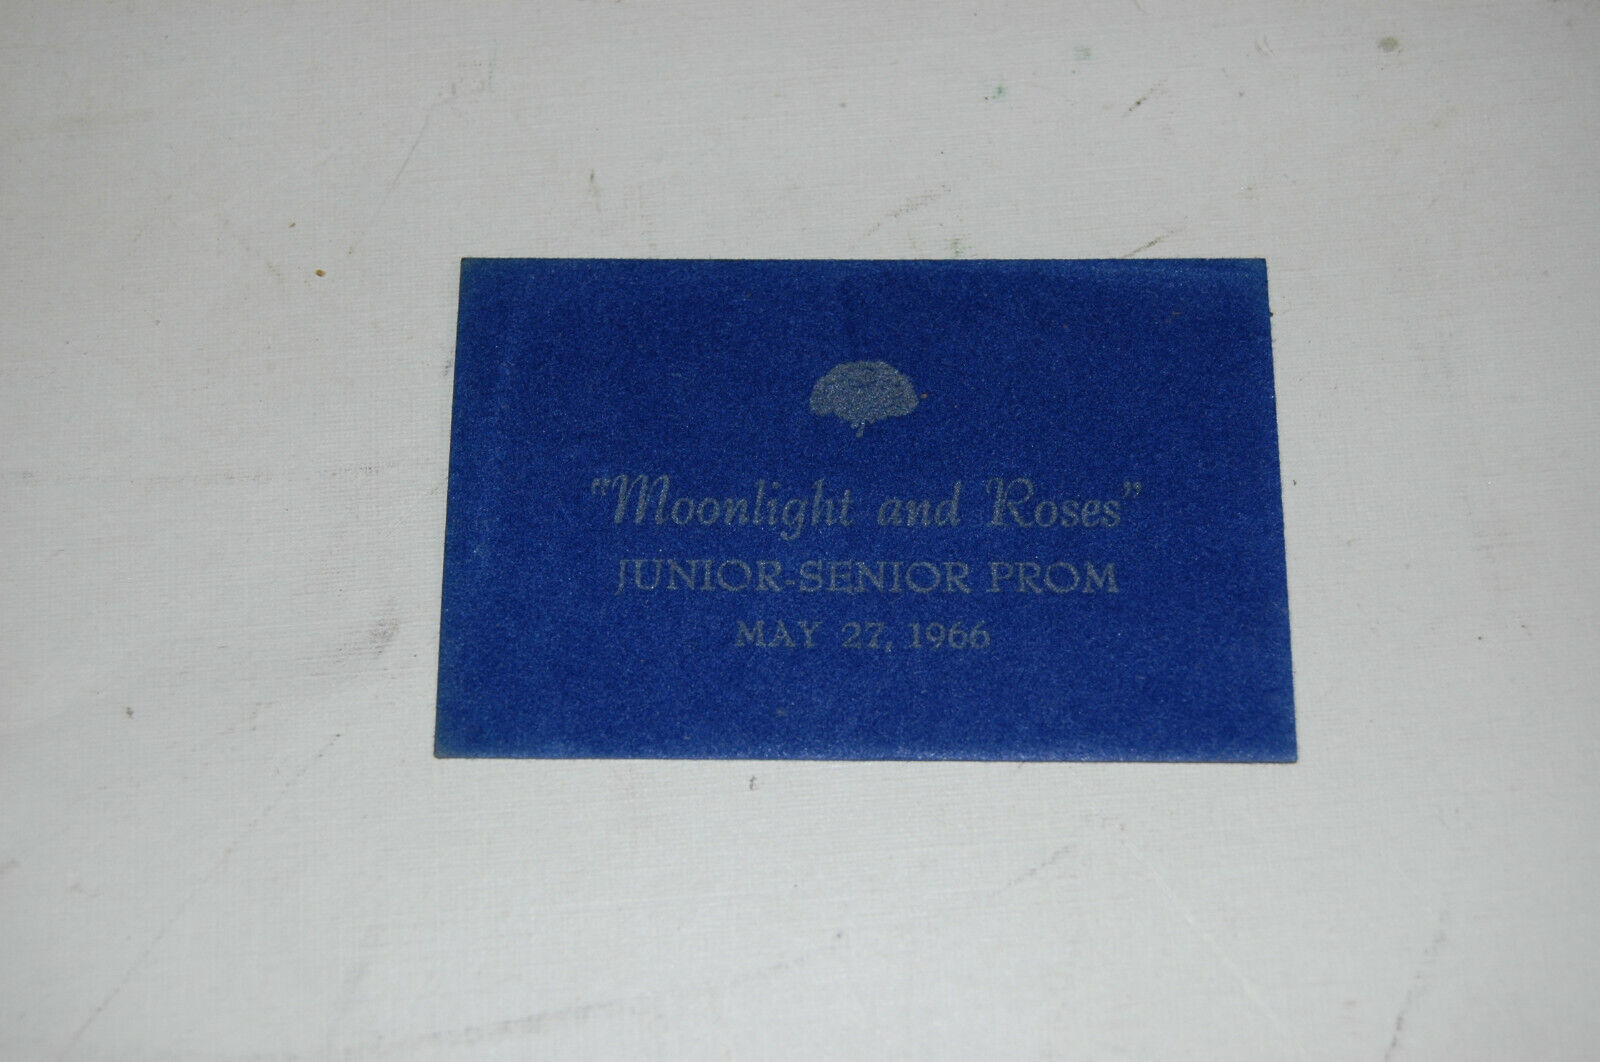 "Moonlight and Roses"
JUNIOR-SENIOR PROM
MAY 27, 1966